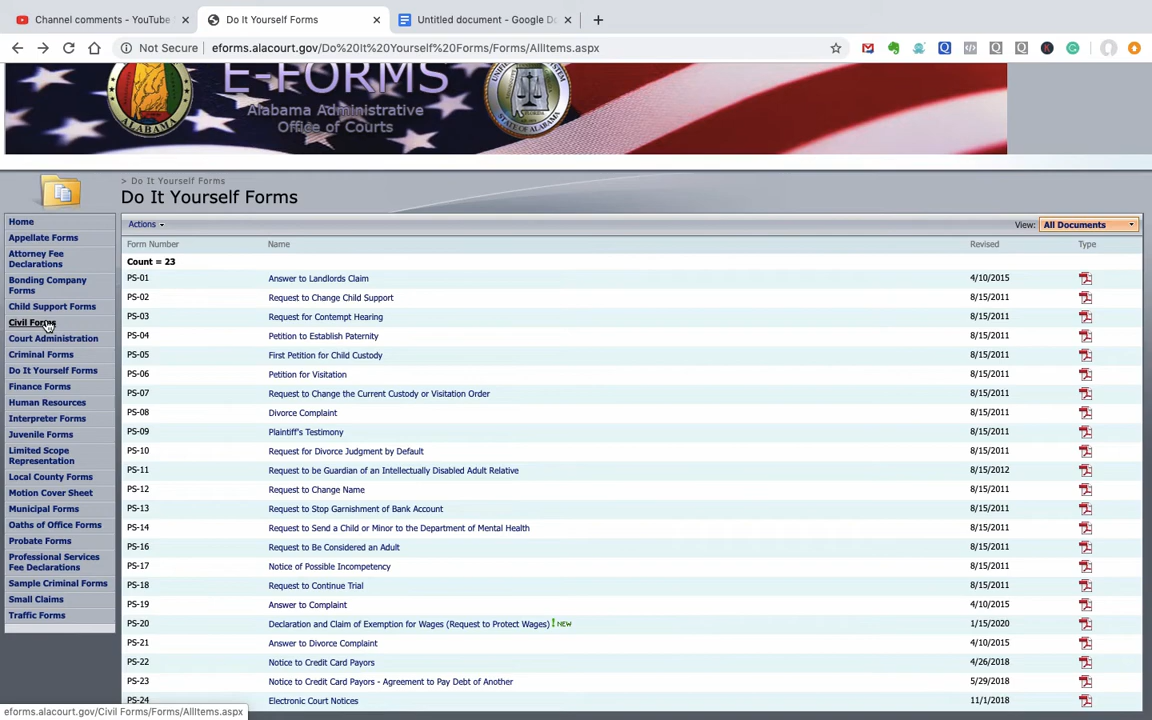 Channel comments - YouTube
Do It Yourself Forms
Untitled document - Google Do
Not Secure
eforms.alacourt.gov/Do%20It%20Yourself%20Forms/Forms/AllItems.aspx
E-FORMS
Alabama Administrative
Office of Courts
ALABAMA
> Do It Yourself Forms
Do It Yourself Forms
Home
Appellate Forms
Attorney Fee
Declarations
Bonding Company
Forms
Child Support Forms
Civil Forms
Court Administration
Criminal Forms
Do It Yourself Forms
Finance Forms
Human Resources
Interpreter Forms
Juvenile Forms
Limited Scope
Representation
Local County Forms
Motion Cover Sheet
Municipal Forms
Oaths of Office Forms
Probate Forms
Professional Services
Fee Declarations
Sample Criminal Forms
Small Claims
Traffic Forms
Actions View: All Documents
Form Number Name Revised Type
Count = 23
PS-01 Answer to Landlords Claim 4/10/2015
PS-02 Request to Change Child Support 8/15/2011
PS-03 Request for Contempt Hearing 8/15/2011
PS-04 Petition to Establish Paternity 8/15/2011
PS-05 First Petition for Child Custody 8/15/2011
PS-06 Petition for Visitation 8/15/2011
PS-07 Request to Change the Current Custody or Visitation Order 8/15/2011
PS-08 Divorce Complaint 8/15/2011
PS-09 Plaintiff's Testimony 8/15/2011
PS-10 Request for Divorce Judgment by Default 8/15/2011
PS-11 Request to be Guardian of an Intellectually Disabled Adult Relative 8/15/2012
PS-12 Request to Change Name 8/15/2011
PS-13 Request to Stop Garnishment of Bank Account 8/15/2011
PS-14 Request to Send a Child or Minor to the Department of Mental Health 8/15/2011
PS-16 Request to Be Considered an Adult 8/15/2011
PS-17 Notice of Possible Incompetency 8/15/2011
PS-18 Request to Continue Trial 8/15/2011
PS-19 Answer to Complaint 4/10/2015
PS-20 Declaration and Claim of Exemption for Wages (Request to Protect Wages) ! NEW 1/15/2020
PS-21 Answer to Divorce Complaint 4/10/2015
PS-22 Notice to Credit Card Payors 4/26/2018
PS-23 Notice to Credit Card Payors - Agreement to Pay Debt of Another 5/29/2018
PS-24 Electronic Court Notices 11/1/2018
eforms.alacourt.gov/Civil Forms/Forms/AllItems.aspx